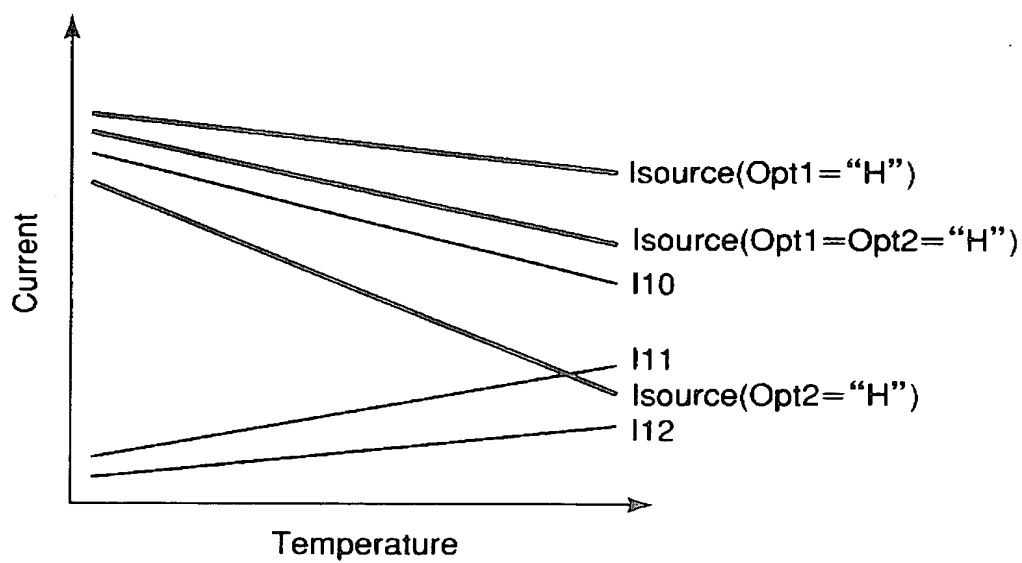 Isource(Opt1=“H”)
Isource(Opt1=Opt2=“H”)
I10
I11
Isource(Opt2=“H”)
I12
Current
Temperature